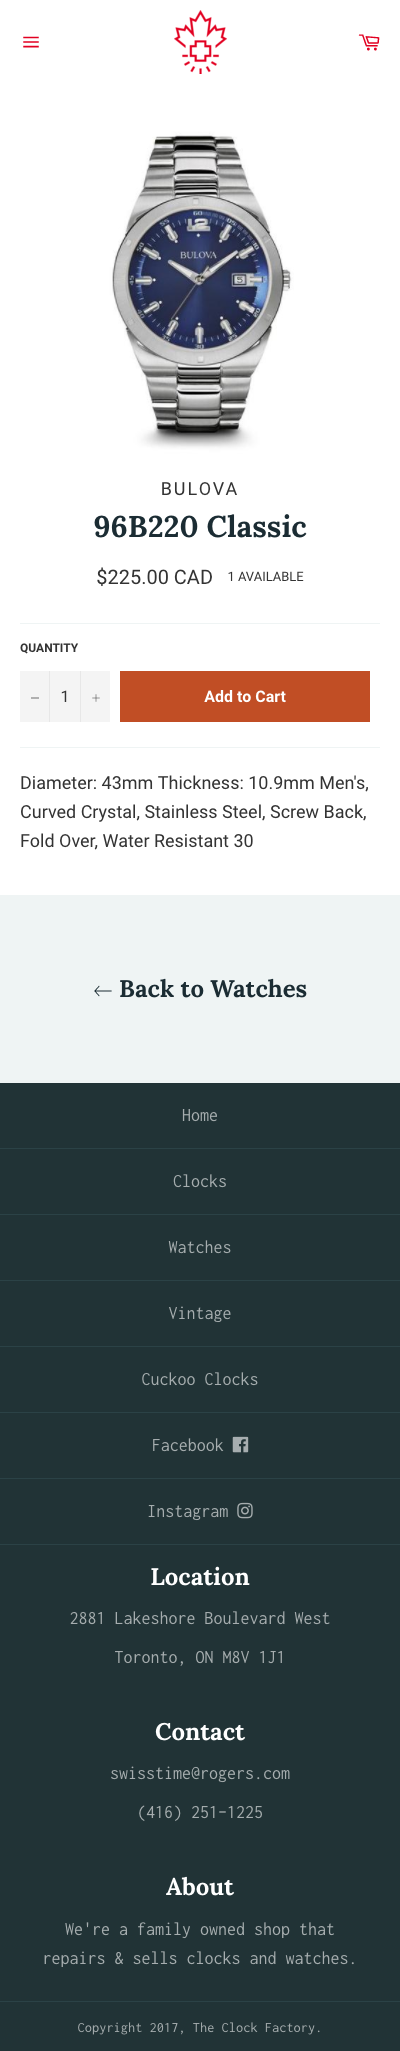 60
BULOVA
30
BULOVA
96B220 Classic
$225.00 CAD 1 AVAILABLE
QUANTITY
− 1 + Add to Cart
Diameter: 43mm Thickness: 10.9mm Men's,
Curved Crystal, Stainless Steel, Screw Back,
Fold Over, Water Resistant 30
← Back to Watches
Home
Clocks
Watches
Vintage
Cuckoo Clocks
Facebook
Instagram
Location
2881 Lakeshore Boulevard West
Toronto, ON M8V 1J1
Contact
swisstime@rogers.com
(416) 251-1225
About
We're a family owned shop that
repairs & sells clocks and watches.
Copyright 2017, The Clock Factory.